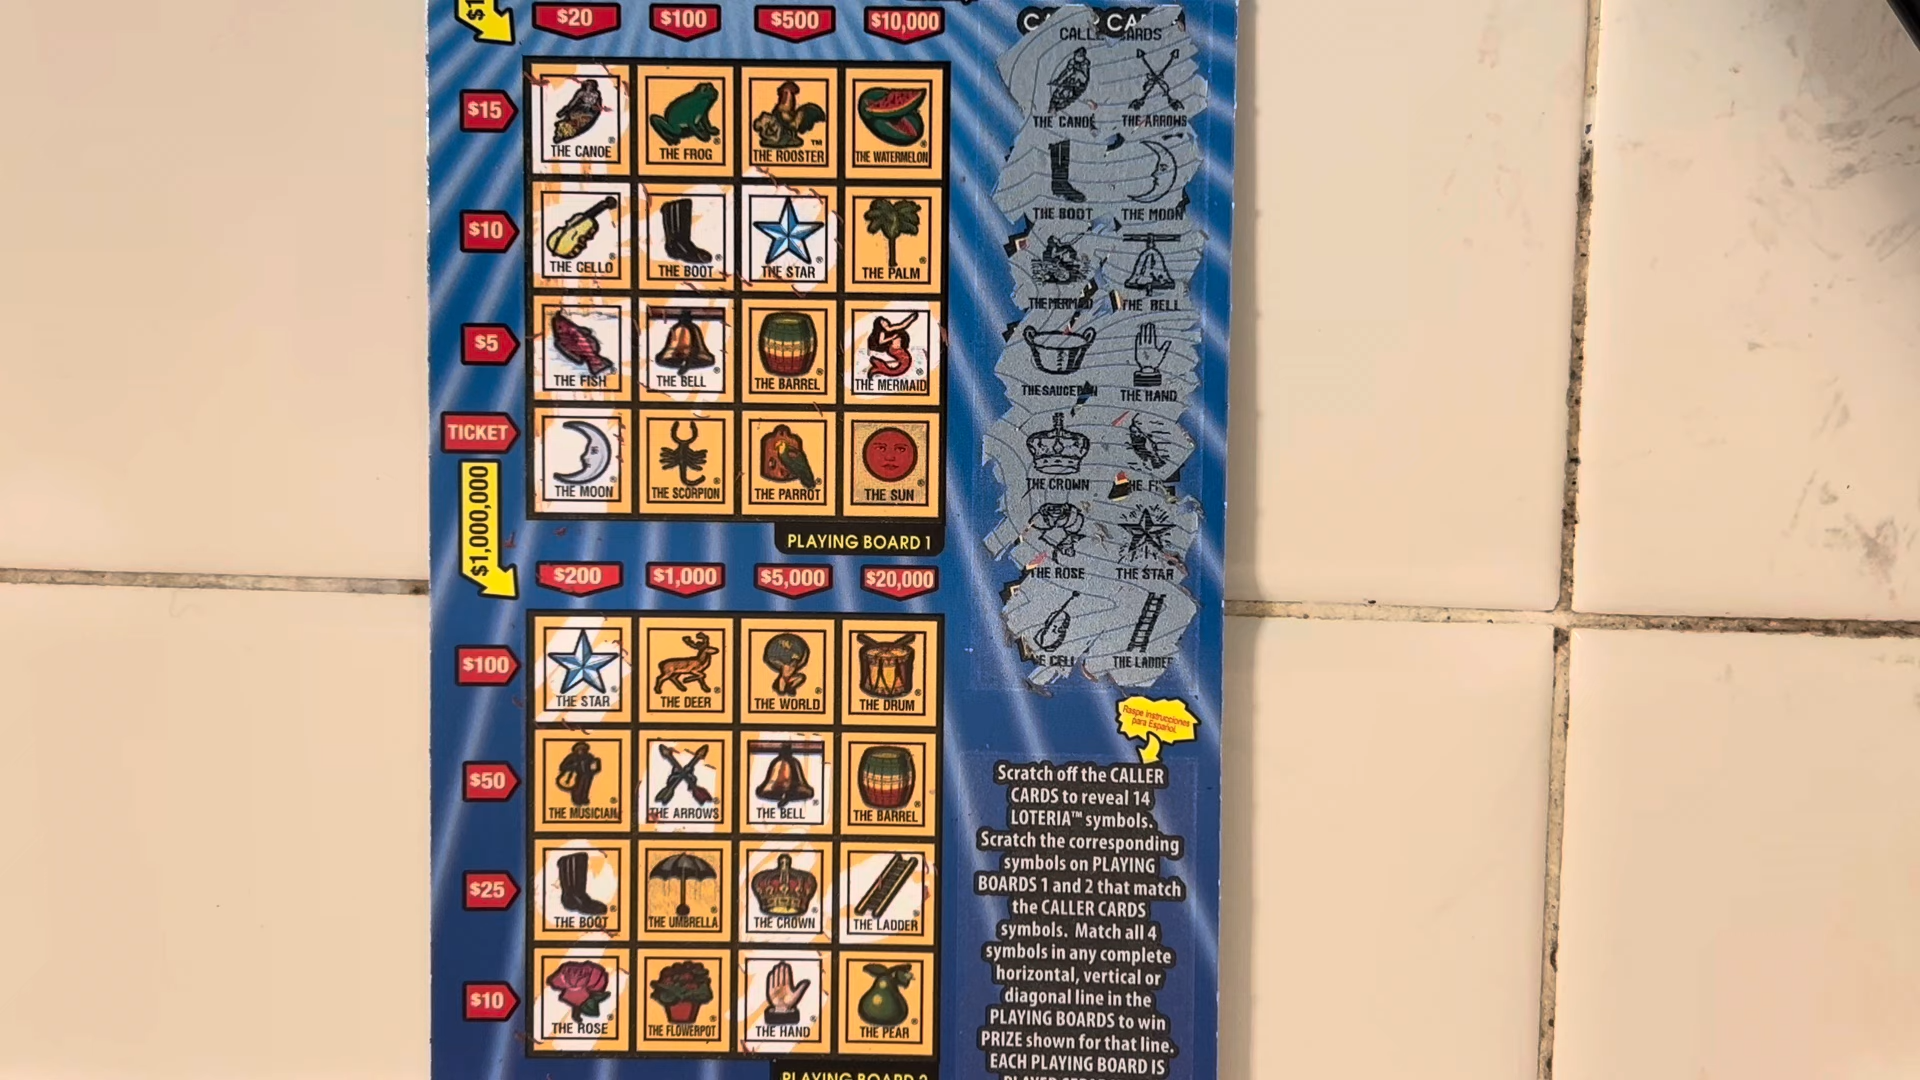 $20 $100 $500 $10,000
$15
THE CANOE THE FROG THE ROOSTER™ THE WATERMELON
$10
THE CELLO THE BOOT THE STAR THE PALM
$5
THE FISH THE BELL THE BARREL THE MERMAID
TICKET
THE MOON THE SCORPION THE PARROT THE SUN
$1,000,000
PLAYING BOARD 1
$200 $1,000 $5,000 $20,000
$100
THE STAR THE DEER THE WORLD THE DRUM
$50
THE MUSICIAN THE ARROWS THE BELL THE BARREL
$25
THE BOOT THE UMBRELLA THE CROWN THE LADDER
$10
THE ROSE THE FLOWERPOT THE HAND THE PEAR
PLAYING BOARD 2
THE CANOE THE ARROWS
THE BOOT THE MOON
THE MERMAID THE BELL
THE SAUCEPAN THE HAND
THE CROWN
THE ROSE THE STAR
THE LADDER
Raspe instrucciones
para Español.
Scratch off the CALLER
CARDS to reveal 14
LOTERIA™ symbols.
Scratch the corresponding
symbols on PLAYING
BOARDS 1 and 2 that match
the CALLER CARDS
symbols. Match all 4
symbols in any complete
horizontal, vertical or
diagonal line in the
PLAYING BOARDS to win
PRIZE shown for that line.
EACH PLAYING BOARD IS